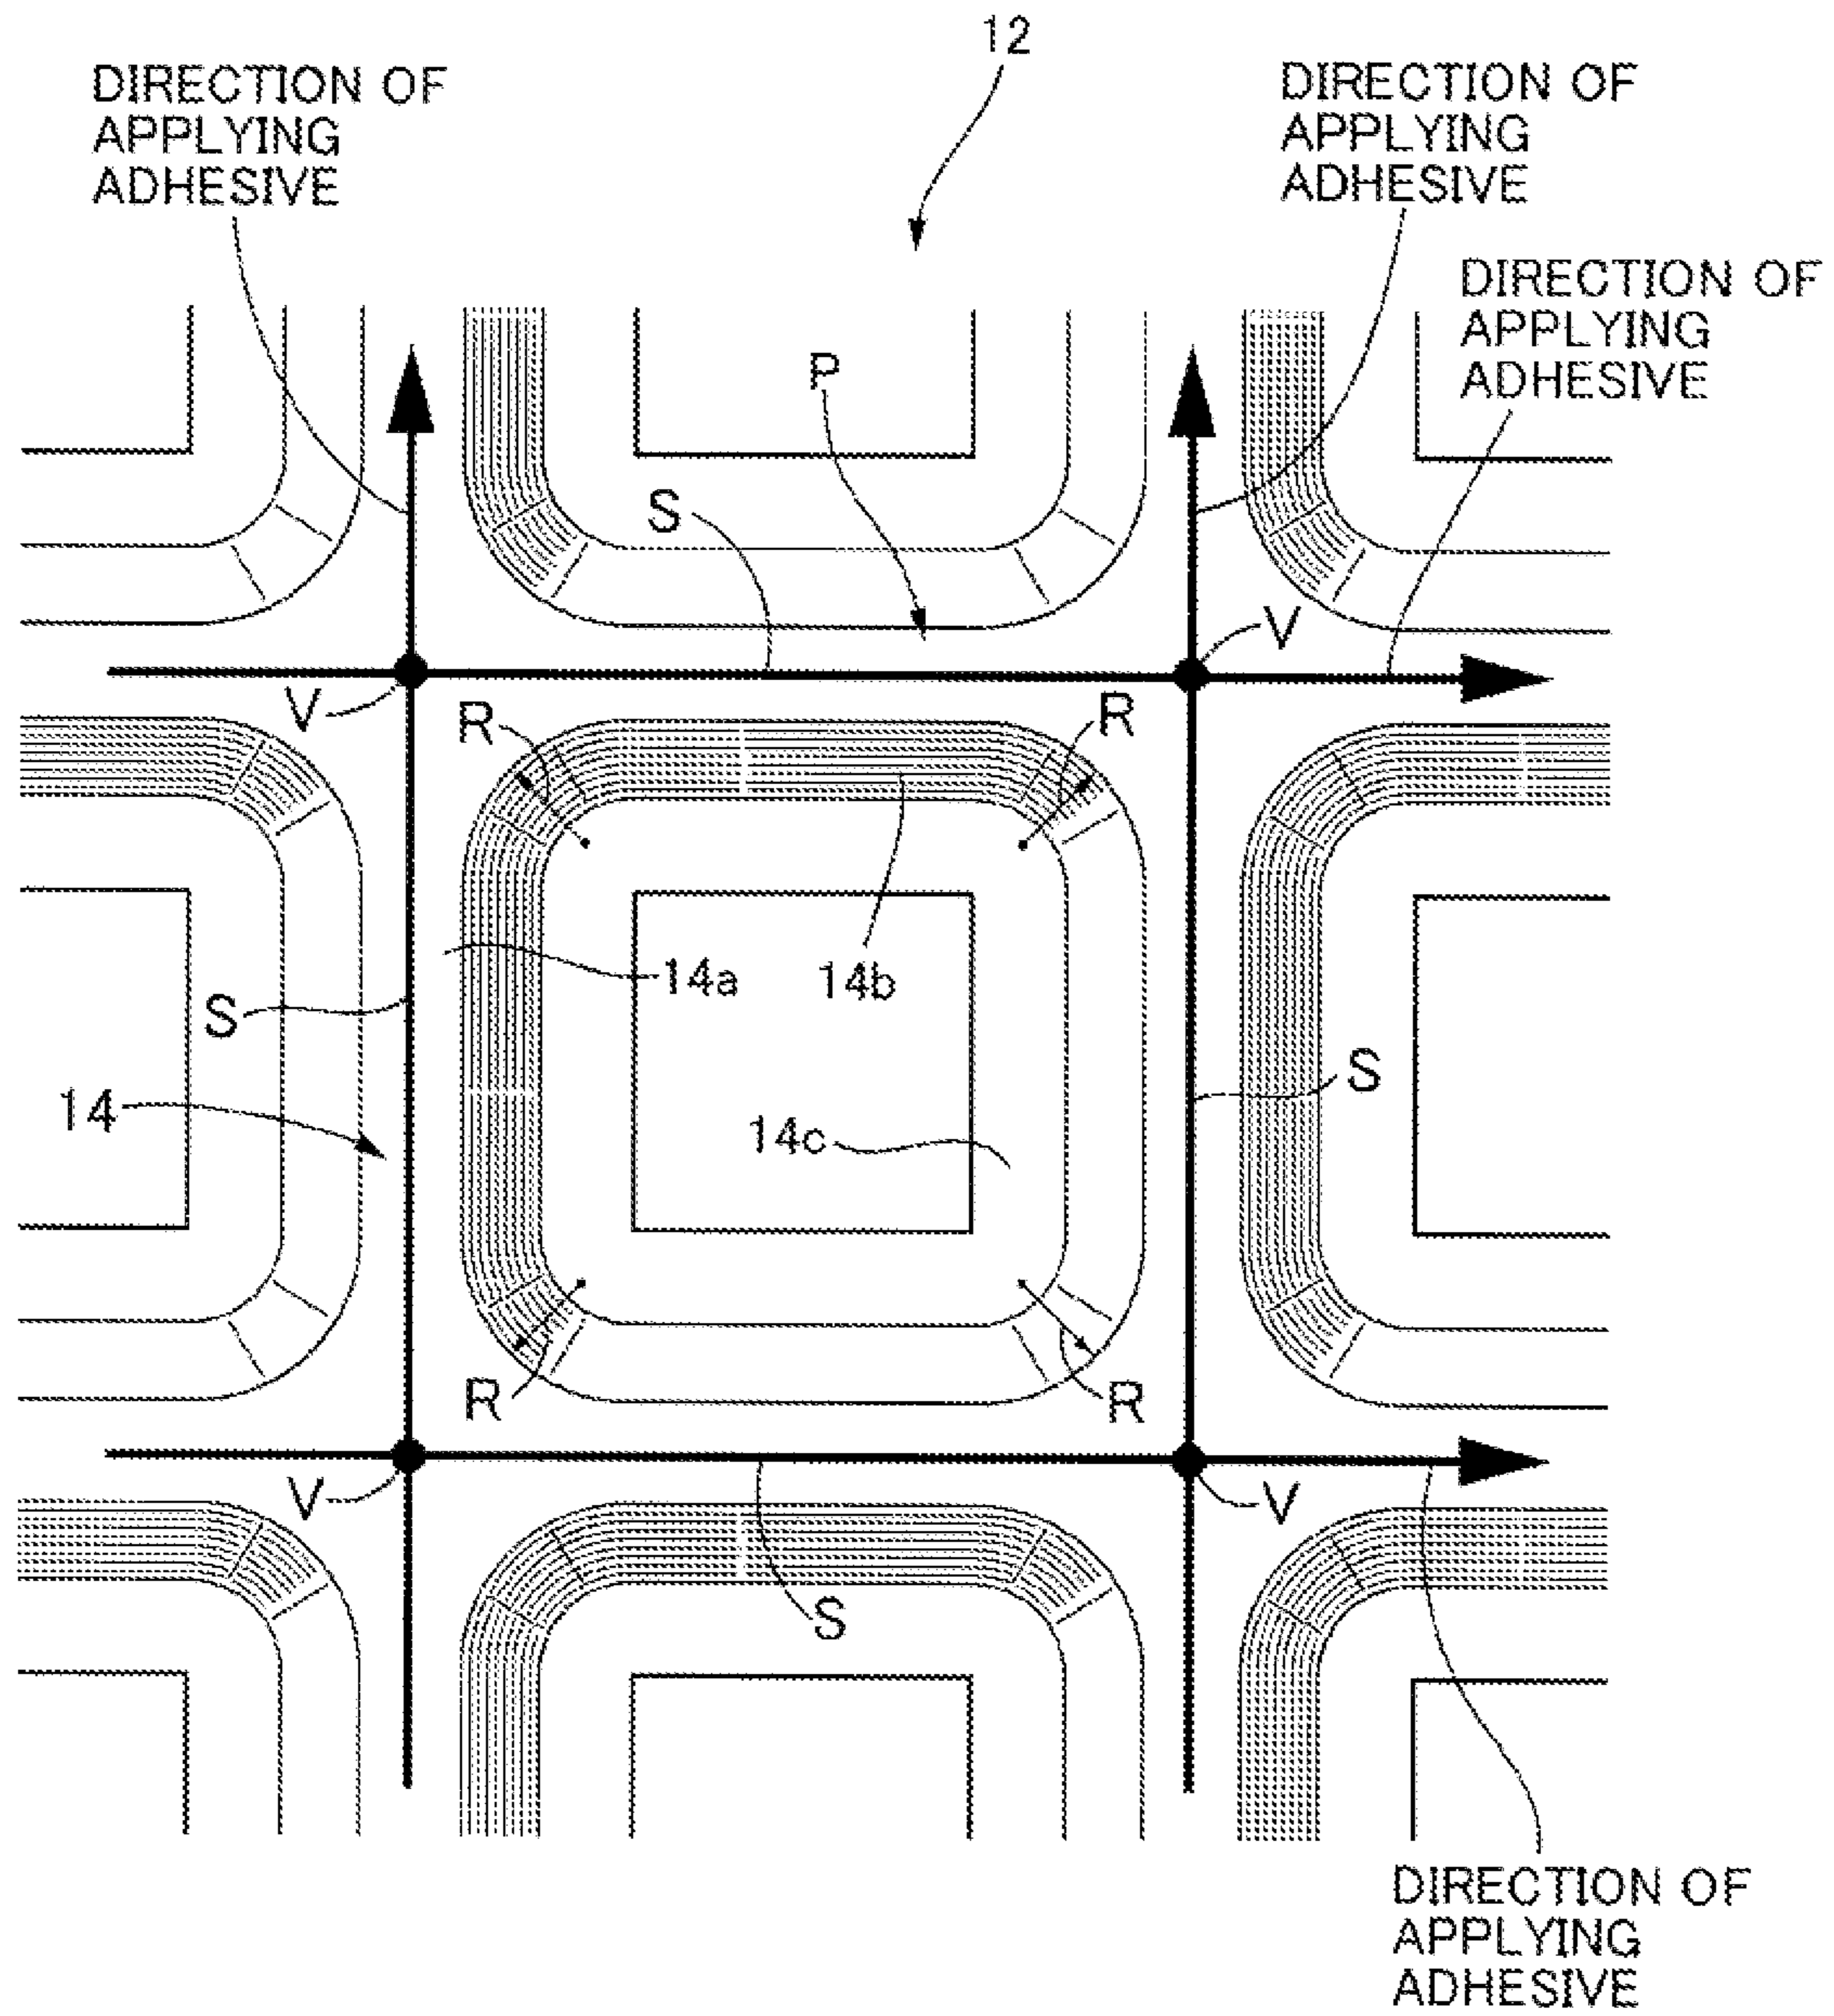 12
DIRECTION OF
APPLYING
ADHESIVE
DIRECTION OF
APPLYING
ADHESIVE
DIRECTION OF
APPLYING
ADHESIVE
P
S
V
V
R
R
14a
14b
S
S
14
14c
R
R
V
V
S
DIRECTION OF
APPLYING
ADHESIVE